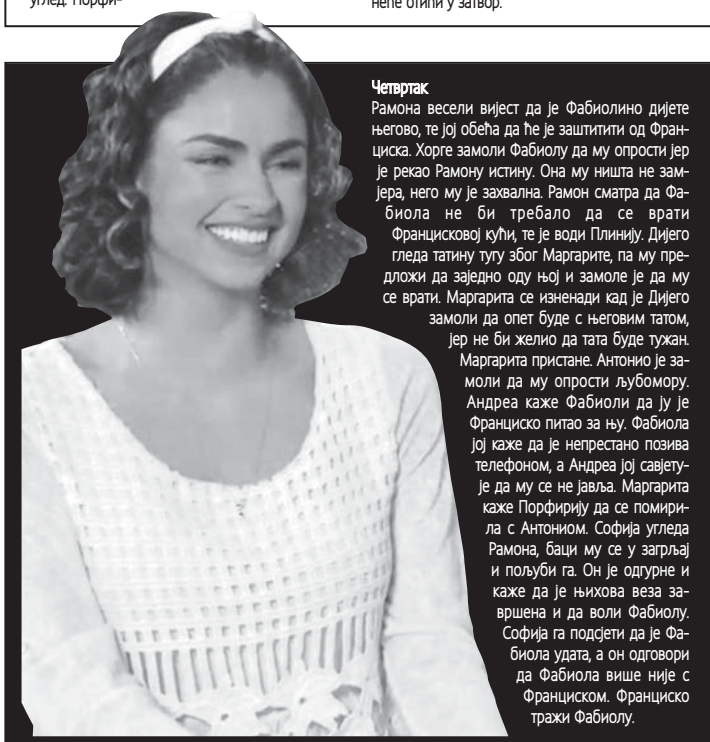 углед. Порфи-
неће отићи у затвор.
Четвртак
Рамона весели вијест да је Фабиолино дијете
његово, те јој обећа да ће је заштитити од Фран-
циска. Хорге замоли Фабиолу да му опрости јер
је рекао Рамону истину. Она му ништа не зам-
јера, него му је захвална. Рамон сматра да Фа-
биола не би требало да се врати
Францисковој кући, те је води Плинију. Дијего
гледа татину тугу због Маргарите, па му пре-
дложи да заједно оду њој и замоле је да му
се врати. Маргарита се изненади кад је Дијего
замоли да опет буде с његовим татом,
јер не би желио да тата буде тужан.
Маргарита пристане. Антонио је за-
моли да му опрости љубомору.
Андреа каже Фабиоли да ју је
Франциско питао за њу. Фабиола
јој каже да је непрестано позива
телефоном, а Андреа јој савјету-
је да му се не јавља. Маргарита
каже Порфирију да се помири-
ла с Антониом. Софија угледа
Рамона, баци му се у загрљај
и пољуби га. Он је одгурне и
каже да је њихова веза за-
вршена и да воли Фабиолу.
Софија га подсјети да је Фа-
биола удата, а он одговори
да Фабиола више није с
Франциском. Франциско
тражи Фабиолу.